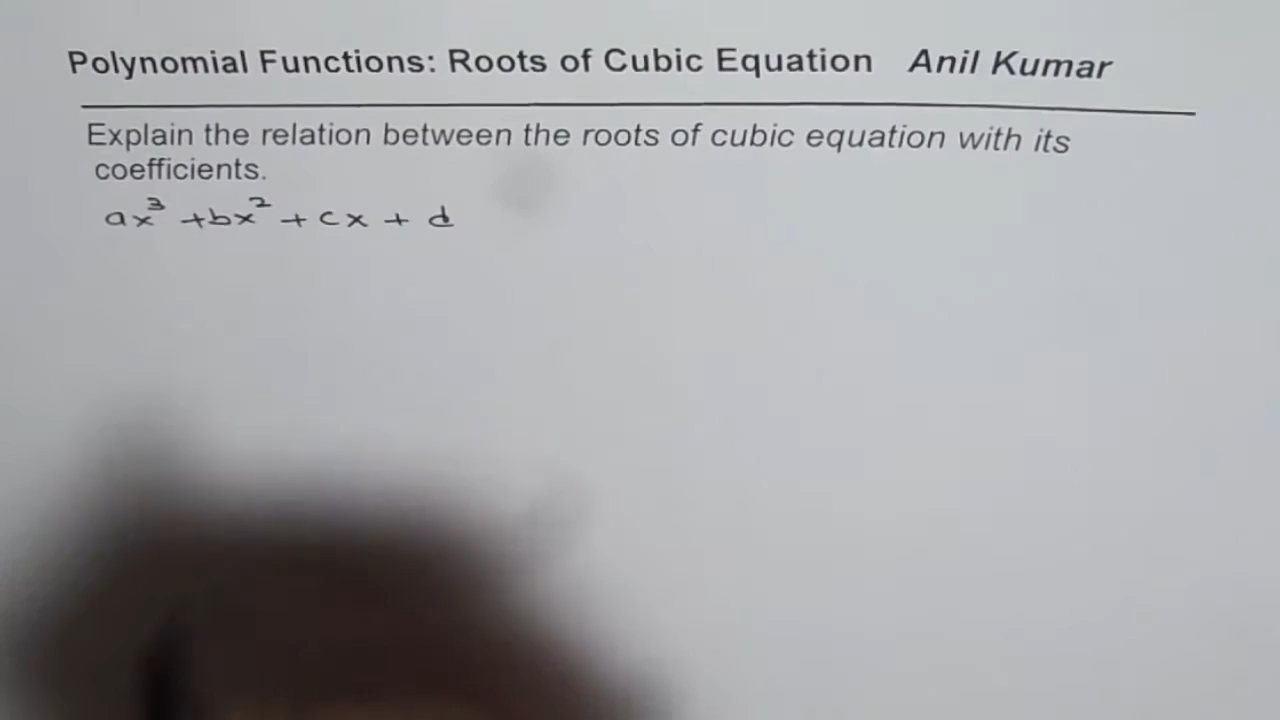 Polynomial Functions: Roots of Cubic Equation Anil Kumar
Explain the relation between the roots of cubic equation with its
coefficients.
ax³ +bx² + cx + d